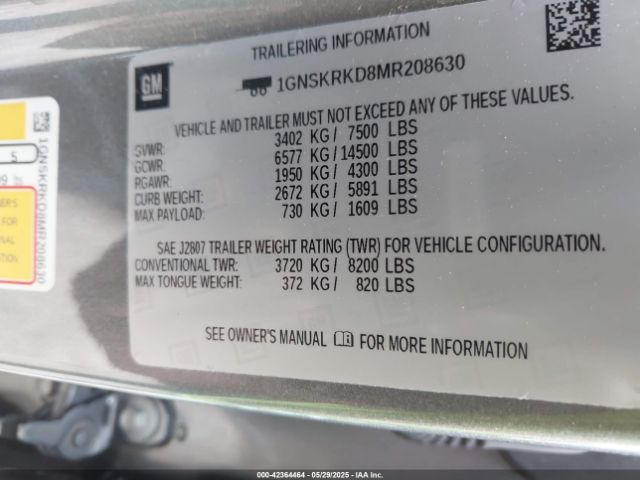 TRAILERING INFORMATION
GM
1GNSKRKD8MR208630
VEHICLE AND TRAILER MUST NOT EXCEED ANY OF THESE VALUES.
GVWR: 3402 KG / 7500 LBS
GCWR: 6577 KG / 14500 LBS
RGAWR: 1950 KG / 4300 LBS
CURB WEIGHT: 2672 KG / 5891 LBS
MAX PAYLOAD: 730 KG / 1609 LBS
SAE J2807 TRAILER WEIGHT RATING (TWR) FOR VEHICLE CONFIGURATION.
CONVENTIONAL TWR: 3720 KG / 8200 LBS
MAX TONGUE WEIGHT: 372 KG / 820 LBS
SEE OWNER'S MANUAL FOR MORE INFORMATION
5
1GNSKRKD8MR208630
FOR
000-42364464 - 05/29/2025 - IAA Inc.